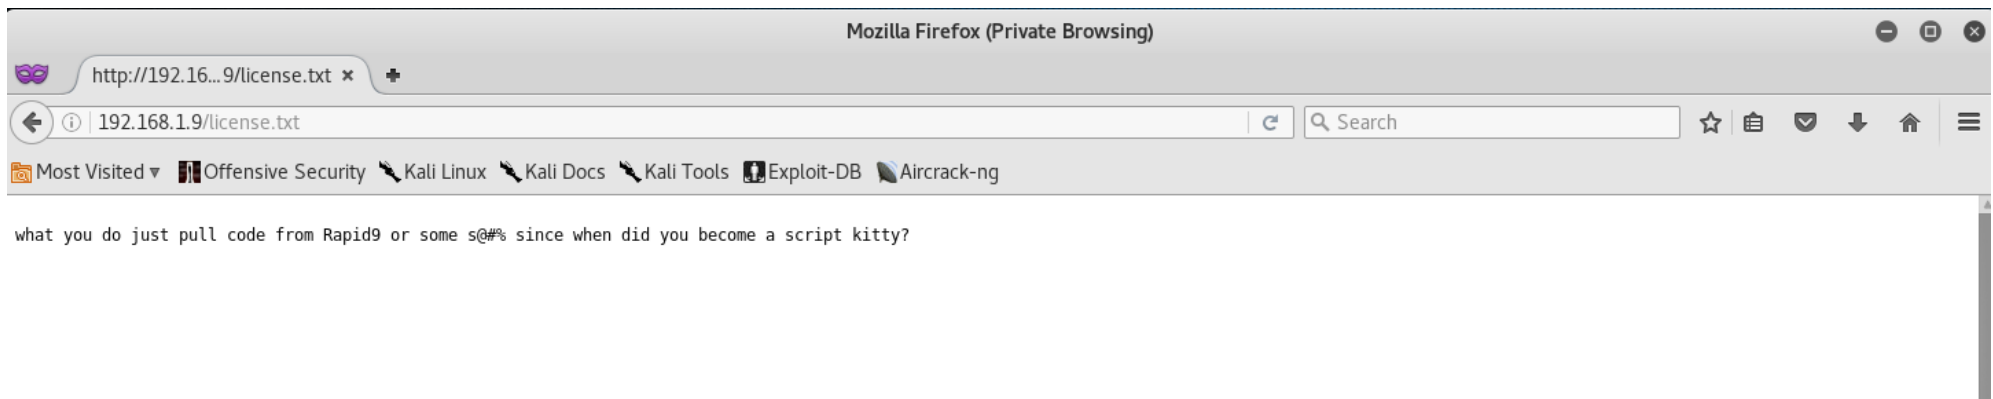 Mozilla Firefox (Private Browsing)
http://192.16...9/license.txt
192.168.1.9/license.txt
Search
Most Visited
Offensive Security
Kali Linux
Kali Docs
Kali Tools
Exploit-DB
Aircrack-ng
what you do just pull code from Rapid9 or some s@#% since when did you become a script kitty?